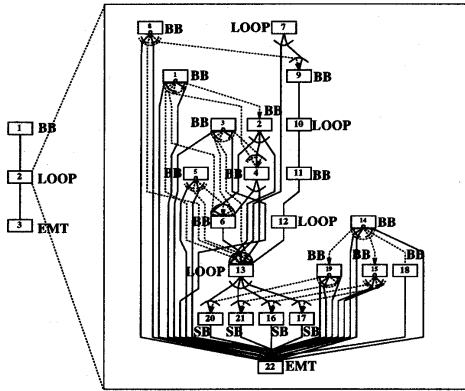 8 BB LOOP 7
9 BB
1 BB
BB
1 BB 3 2 10 LOOP
BB
2 LOOP BB 5 4 11 BB
3 EMT BB 6 12 LOOP 14 BB
LOOP 13 BB 19 BB 15 18
20 21 16 17
SB SB SB SB
22 EMT